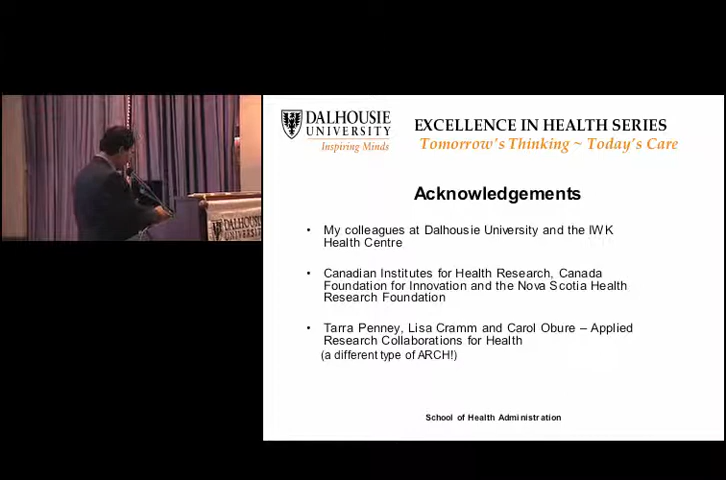 DALHOUSIE
UNIVERSITY
Inspiring Minds
EXCELLENCE IN HEALTH SERIES
Tomorrow's Thinking ~ Today's Care
Acknowledgements
• My colleagues at Dalhousie University and the IWK
Health Centre
• Canadian Institutes for Health Research, Canada
Foundation for Innovation and the Nova Scotia Health
Research Foundation
• Tarra Penney, Lisa Cramm and Carol Obure – Applied
Research Collaborations for Health
(a different type of ARCH!)
School of Health Administration
DALHOUSIE